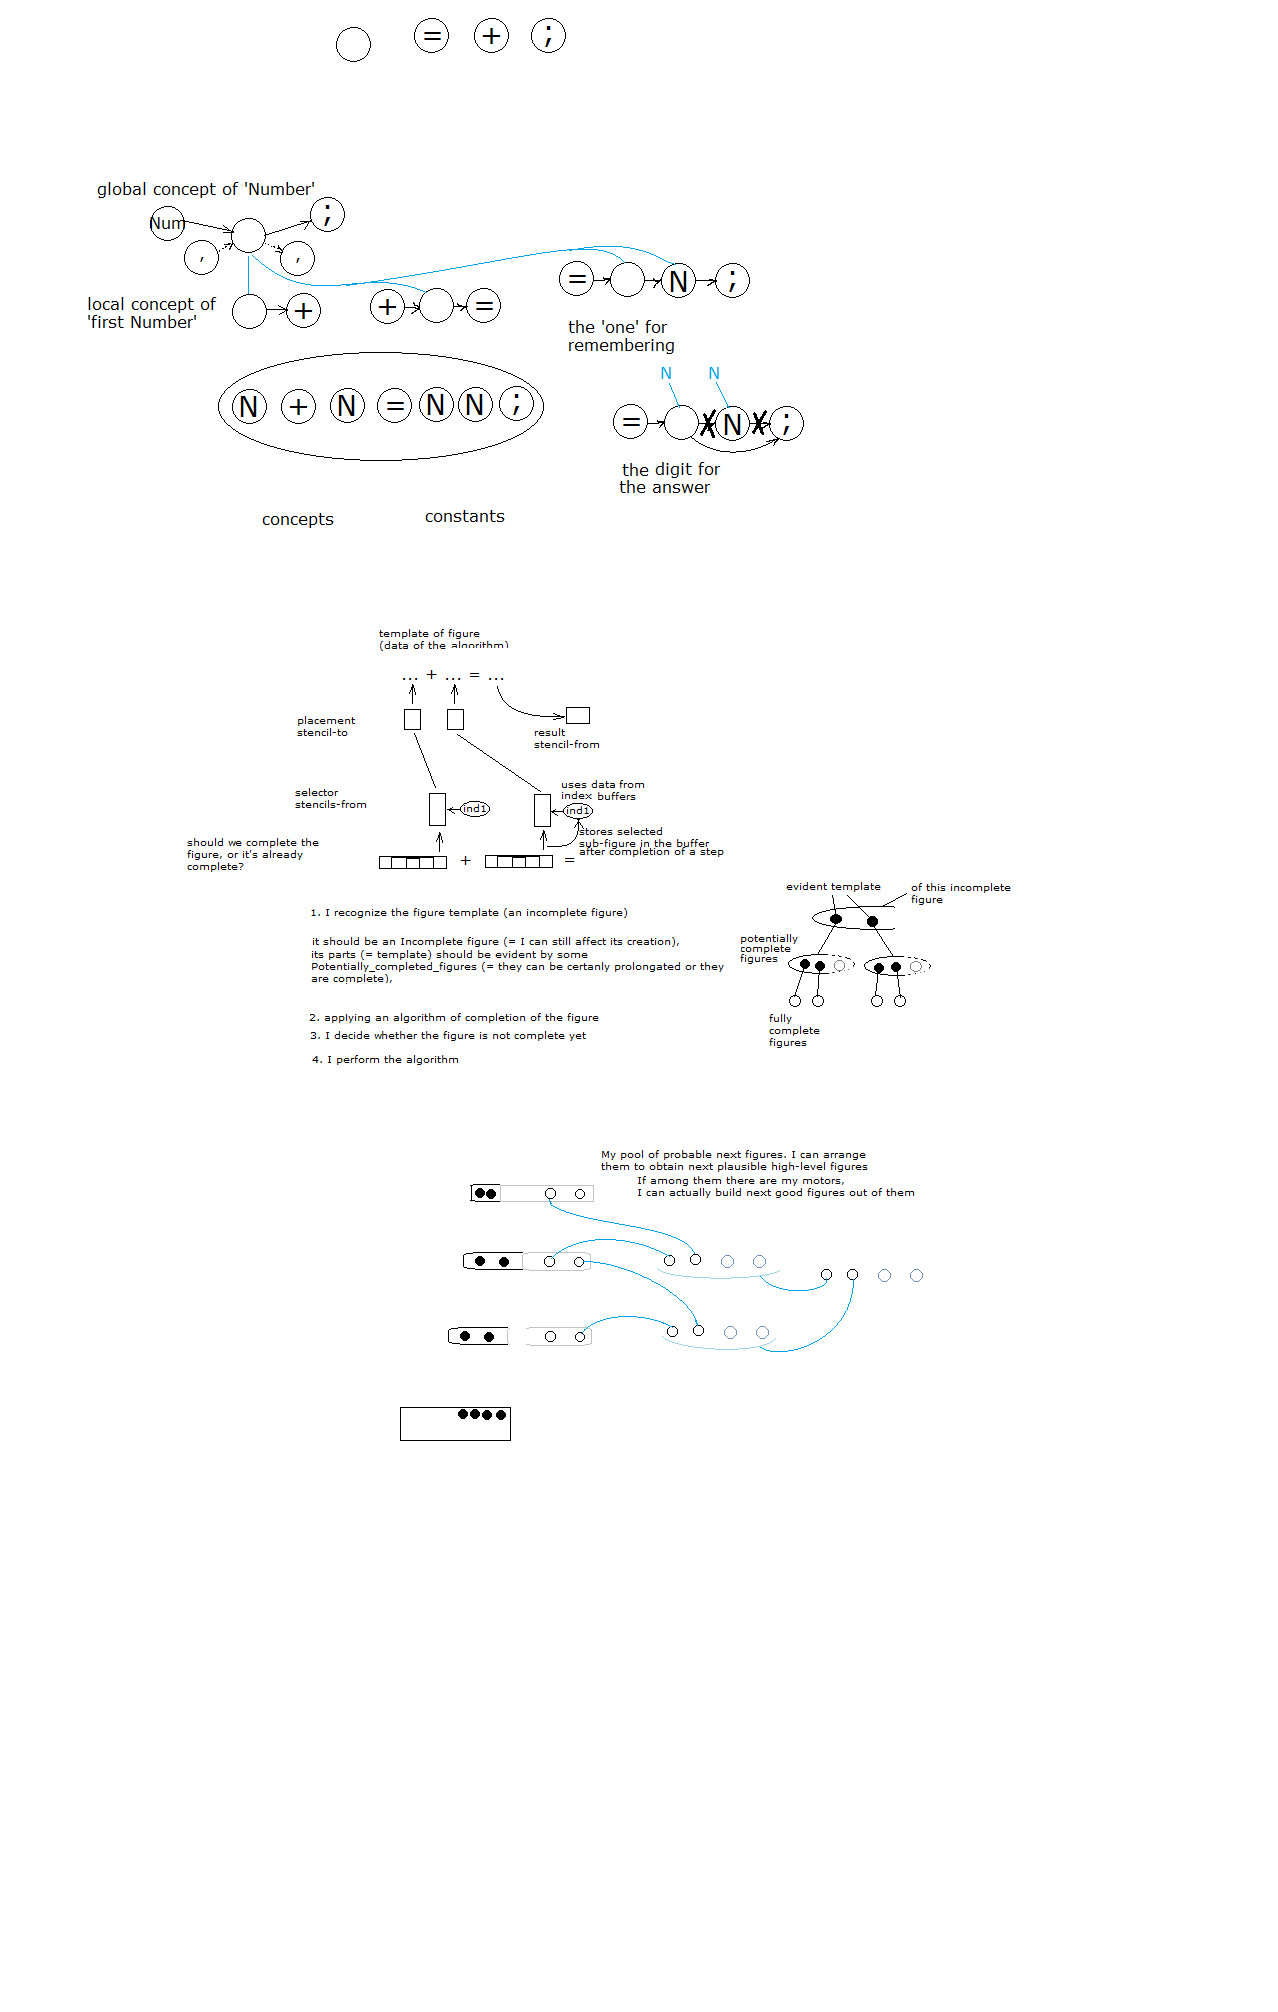 = + ;
global concept of 'Number'
Num ;
, ,
local concept of
'first Number'
+
+ =
= N ;
the 'one' for
remembering
N N
N + N = N N ;
= N ;
the digit for
the answer
concepts constants
template of figure
(data of the algorithm)
... + ... = ...
placement
stencil-to
result
stencil-from
selector
stencils-from
ind1
uses data from
index buffers
ind1
stores selected
sub-figure in the buffer
after completion of a step
should we complete the
figure, or it's already
complete?
+ =
evident template
of this incomplete
figure
1. I recognize the figure template (an incomplete figure)
it should be an Incomplete figure (= I can still affect its creation),
its parts (= template) should be evident by some
Potentially_completed_figures (= they can be certanly prolongated or they
are complete),
potentially
complete
figures
2. applying an algorithm of completion of the figure
3. I decide whether the figure is not complete yet
4. I perform the algorithm
fully
complete
figures
My pool of probable next figures. I can arrange
them to obtain next plausible high-level figures
If among them there are my motors,
I can actually build next good figures out of them